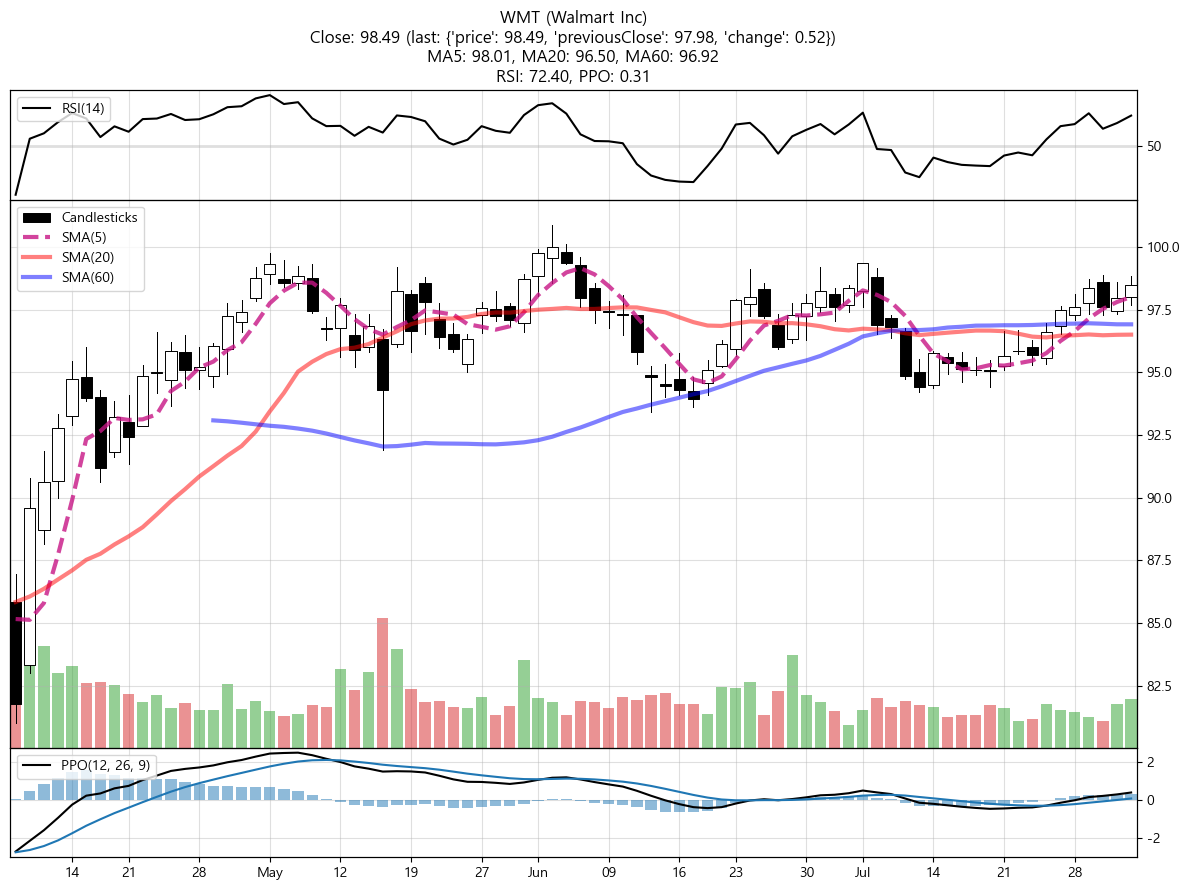 WMT (Walmart Inc)
Close: 98.49 (last: {'price': 98.49, 'previousClose': 97.98, 'change': 0.52})
MA5: 98.01, MA20: 96.50, MA60: 96.92
RSI: 72.40, PPO: 0.31
RSI(14)
50
Candlesticks
SMA(5)
SMA(20)
SMA(60)
100.0
97.5
95.0
92.5
90.0
87.5
85.0
82.5
PPO(12, 26, 9)
2
0
-2
14 21 28 May 12 19 27 Jun 09 16 23 30 Jul 14 21 28